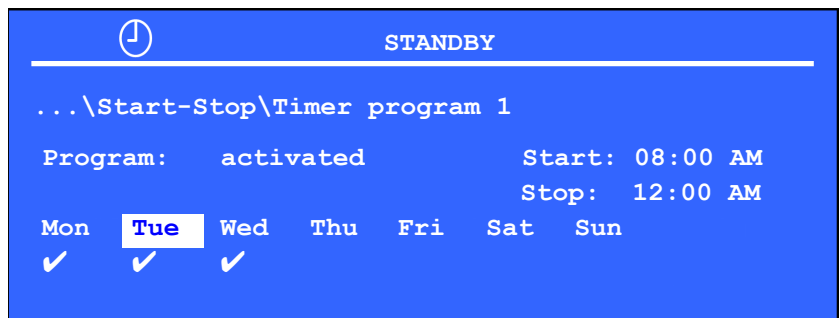 STANDBY
...\Start-Stop\Timer program 1
Program: activated Start: 08:00 AM
Stop: 12:00 AM
Mon Tue Wed Thu Fri Sat Sun
✔ ✔ ✔